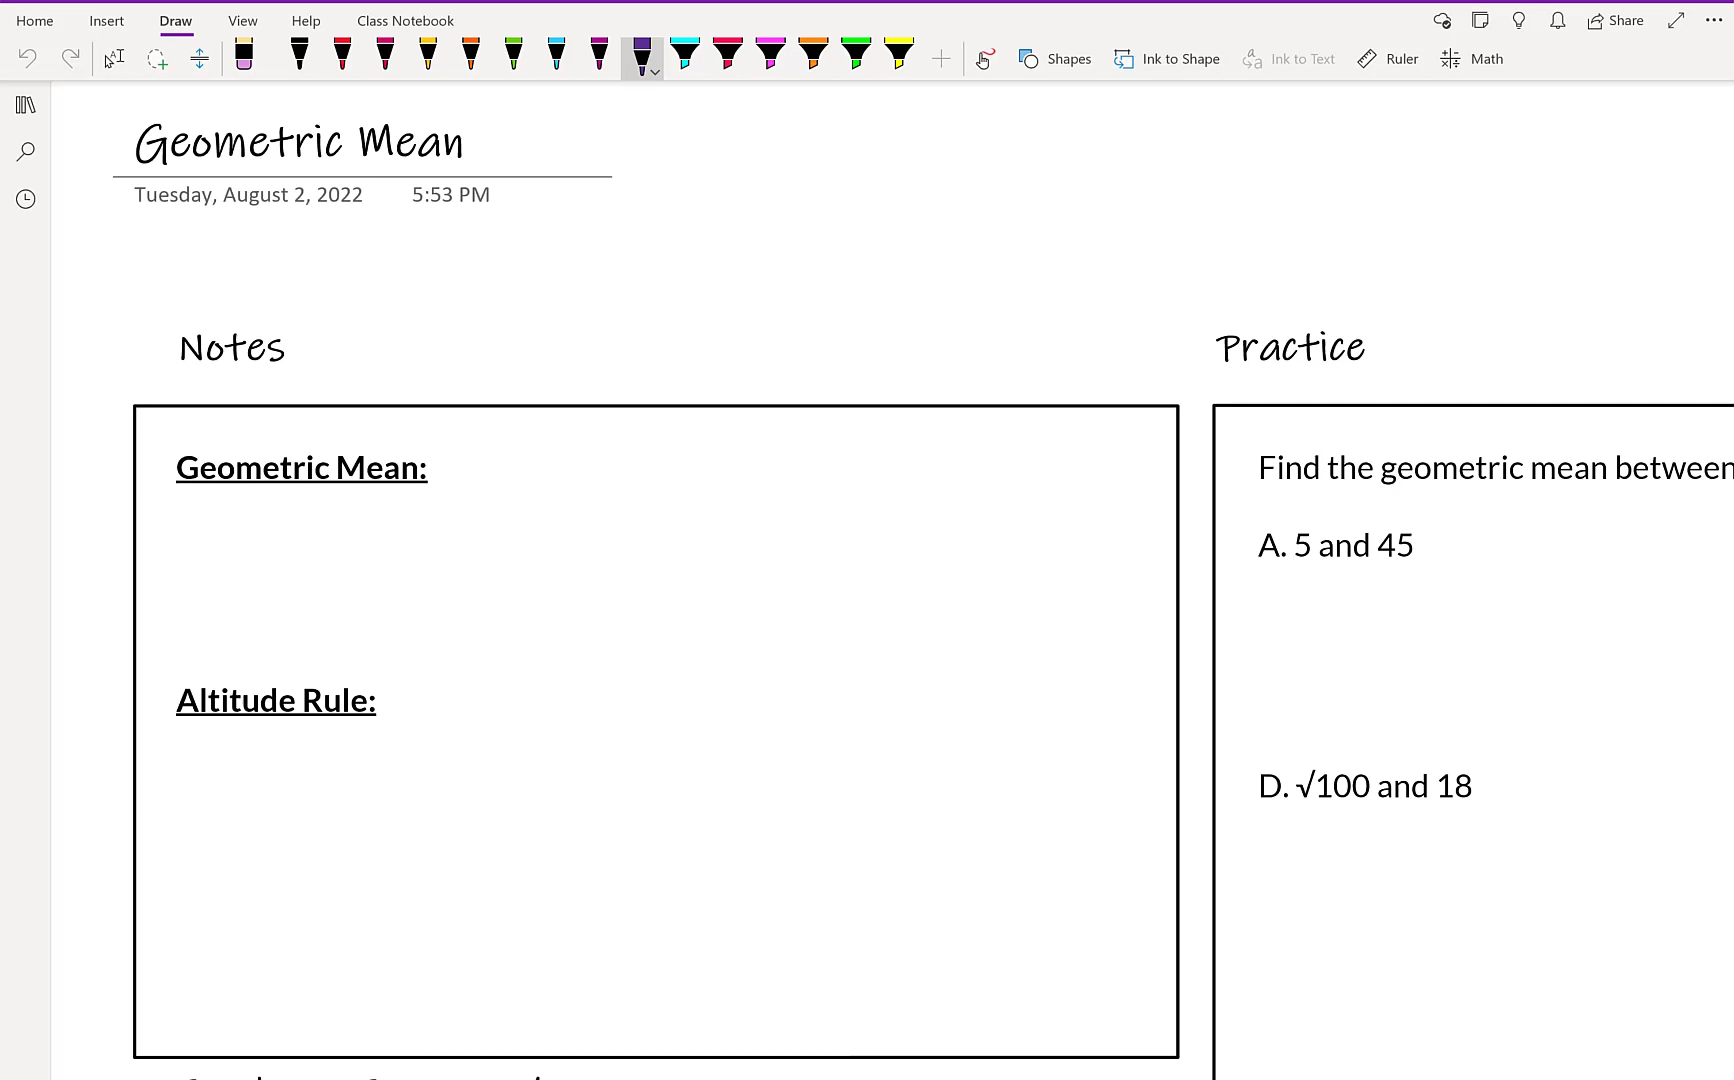 Home Insert Draw View Help Class Notebook Share
Shapes Ink to Shape Ink to Text Ruler Math
Geometric Mean
Tuesday, August 2, 2022 5:53 PM
Notes
Practice
Geometric Mean:
Altitude Rule:
Find the geometric mean between
A. 5 and 45
D. √100 and 18